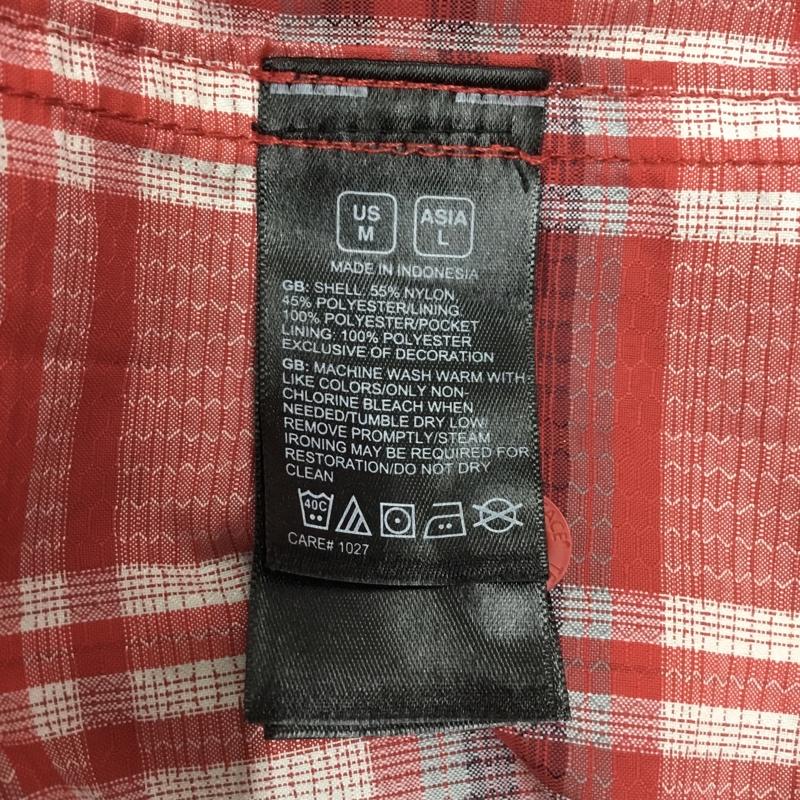 US
M
ASIA
L
MADE IN INDONESIA
GB: SHELL: 55% NYLON,
45% POLYESTER/LINING:
100% POLYESTER/POCKET
LINING: 100% POLYESTER
EXCLUSIVE OF DECORATION
GB: MACHINE WASH WARM WITH
LIKE COLORS/ONLY NON-
CHLORINE BLEACH WHEN
NEEDED/TUMBLE DRY LOW/
REMOVE PROMPTLY/STEAM
IRONING MAY BE REQUIRED FOR
RESTORATION/DO NOT DRY
CLEAN
40C
CARE# 1027